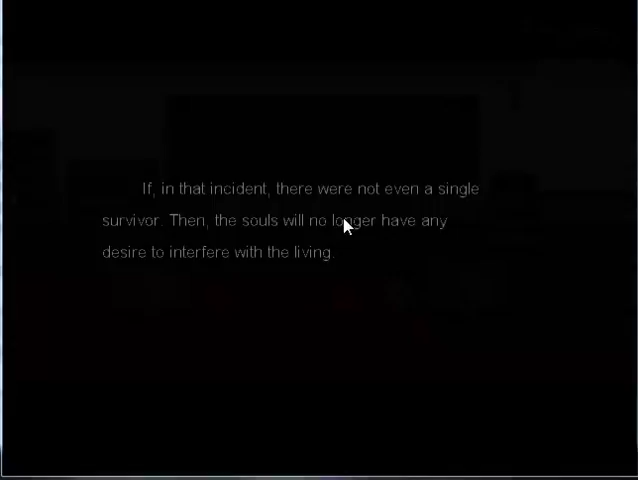 If, in that incident, there were not even a single
survivor. Then, the souls will no longer have any
desire to interfere with the living.